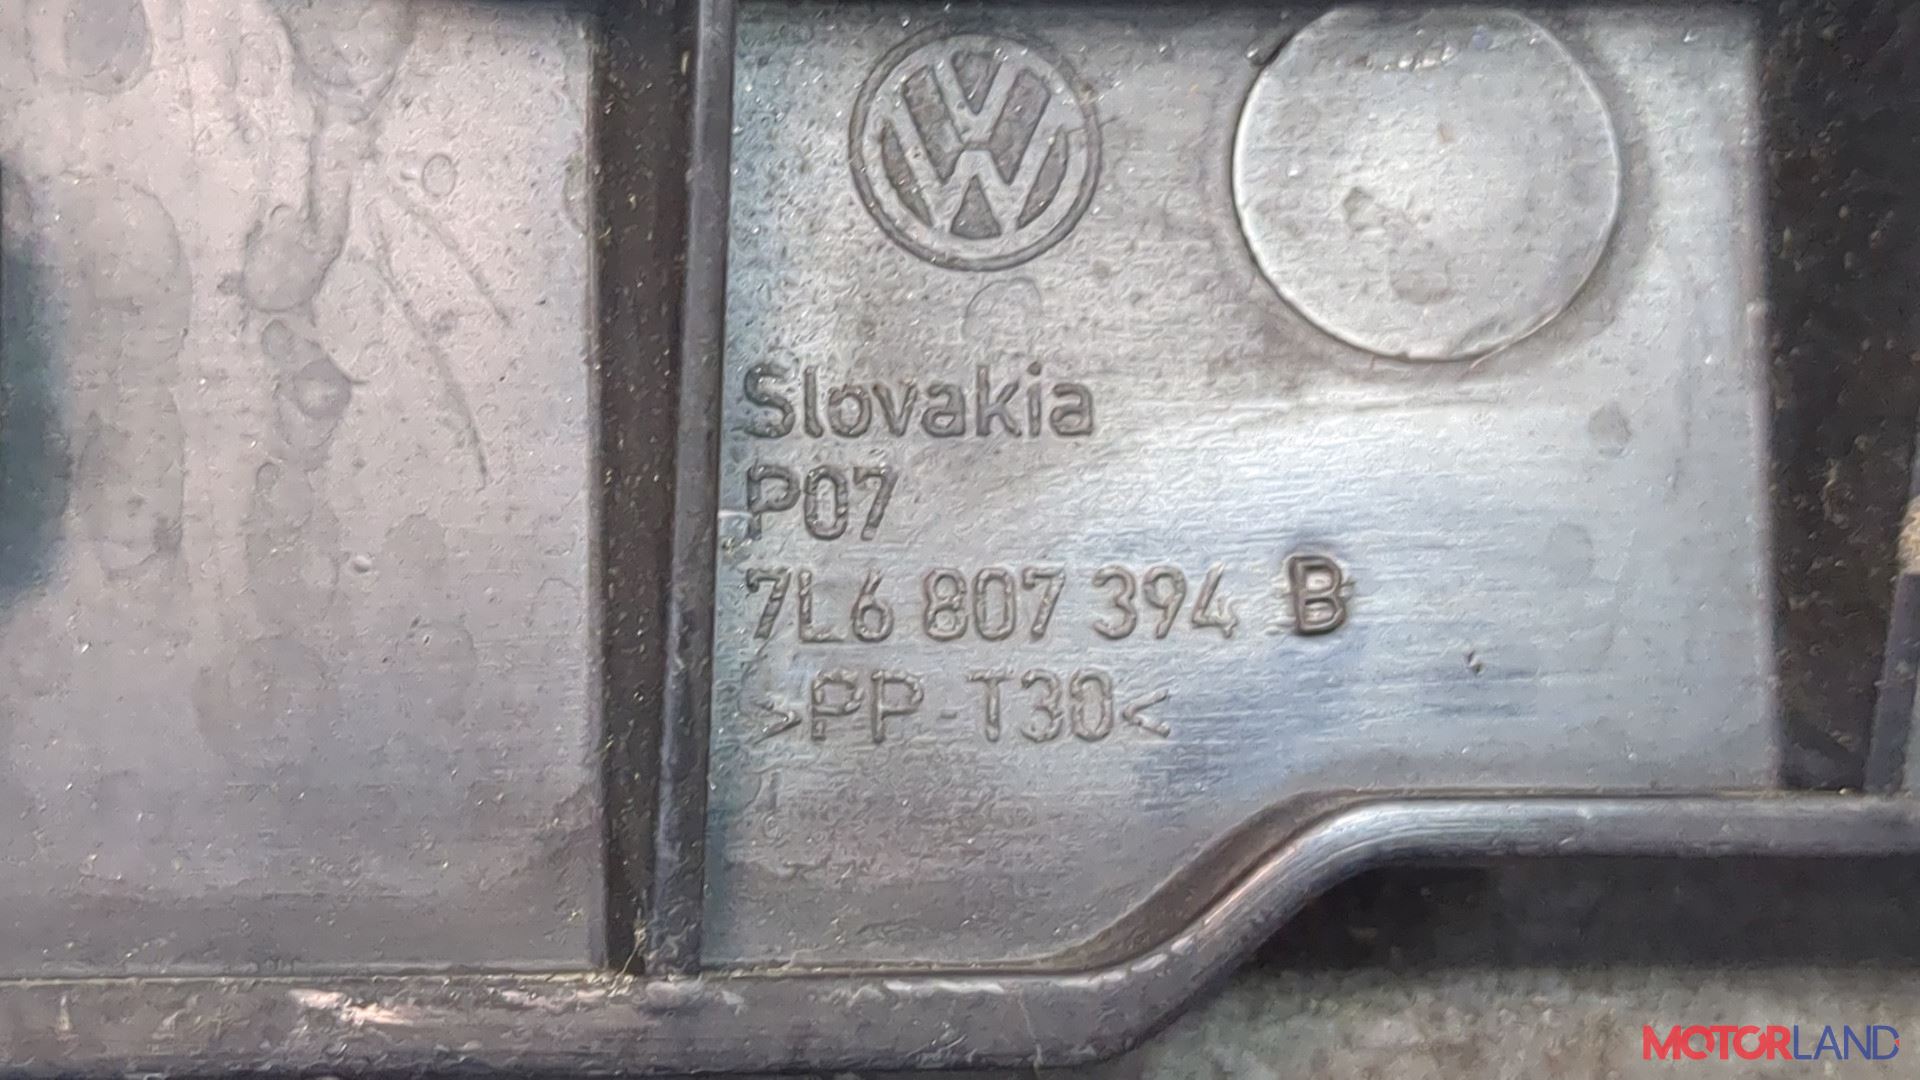 Slovakia
P07
7L6 807 394 B
>PP-T30<
MOTORLAND